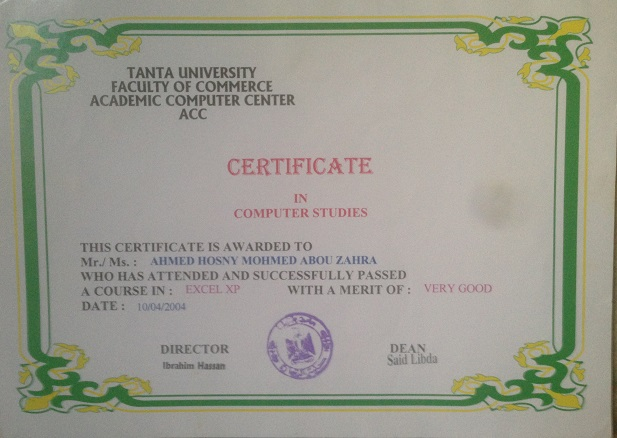 TANTA UNIVERSITY
FACULTY OF COMMERCE
ACADEMIC COMPUTER CENTER
ACC
CERTIFICATE
IN
COMPUTER STUDIES
THIS CERTIFICATE IS AWARDED TO
Mr./ Ms. : AHMED HOSNY MOHMED ABOU ZAHRA
WHO HAS ATTENDED AND SUCCESSFULLY PASSED
A COURSE IN : EXCEL XP WITH A MERIT OF : VERY GOOD
DATE : 10/04/2004
DIRECTOR DEAN
Ibrahim Hassan Said Libda